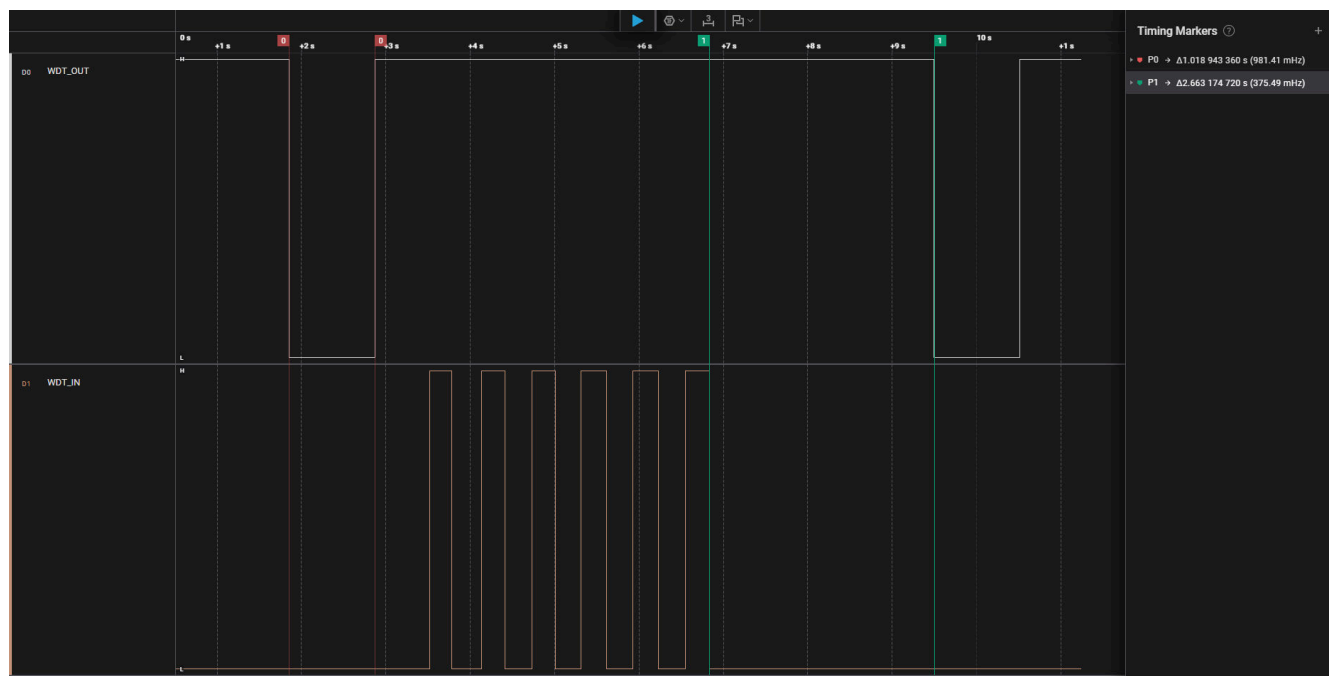 3
Timing Markers ? +
0 s
+1 s
0
+2 s
0
+3 s
+4 s
+5 s
+6 s
1
+7 s
+8 s
+9 s
1
10 s
+1 s
P0 → Δ1.018 943 360 s (981.41 mHz)
P1 → Δ2.663 174 720 s (375.49 mHz)
H
D0 WDT_OUT
L
H
D1 WDT_IN
L